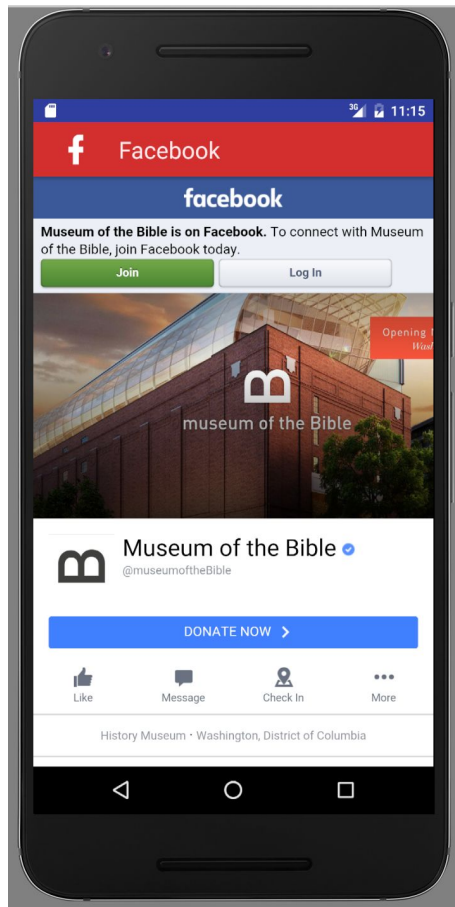 3G 11:15
f Facebook
facebook
Museum of the Bible is on Facebook. To connect with Museum
of the Bible, join Facebook today.
Join Log In
Opening
Wash
museum of the Bible
Museum of the Bible
@museumoftheBible
DONATE NOW
Like Message Check In More
History Museum · Washington, District of Columbia